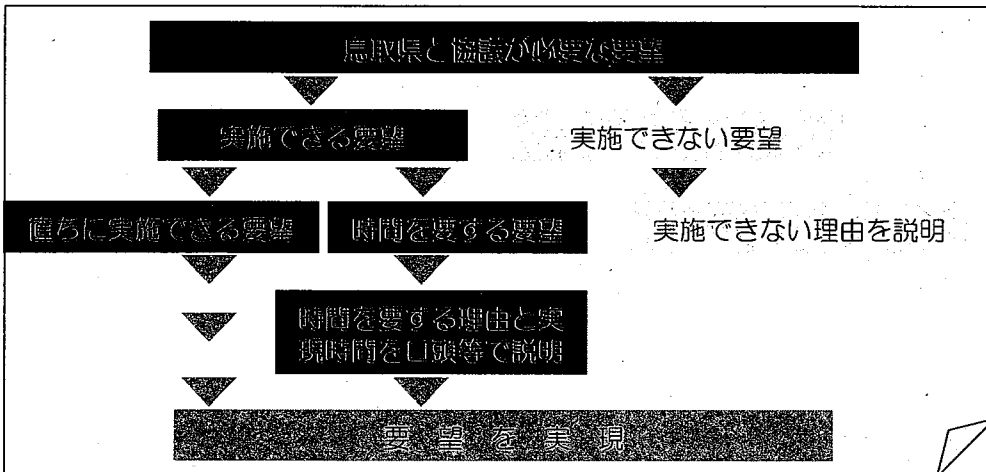 鳥取県と協議が必要な要望
実施できる要望
実施できない要望
直ちに実施できる要望
時間を要する要望
実施できない理由を説明
時間を要する理由と実
現時間を口頭等で説明
要望を実現